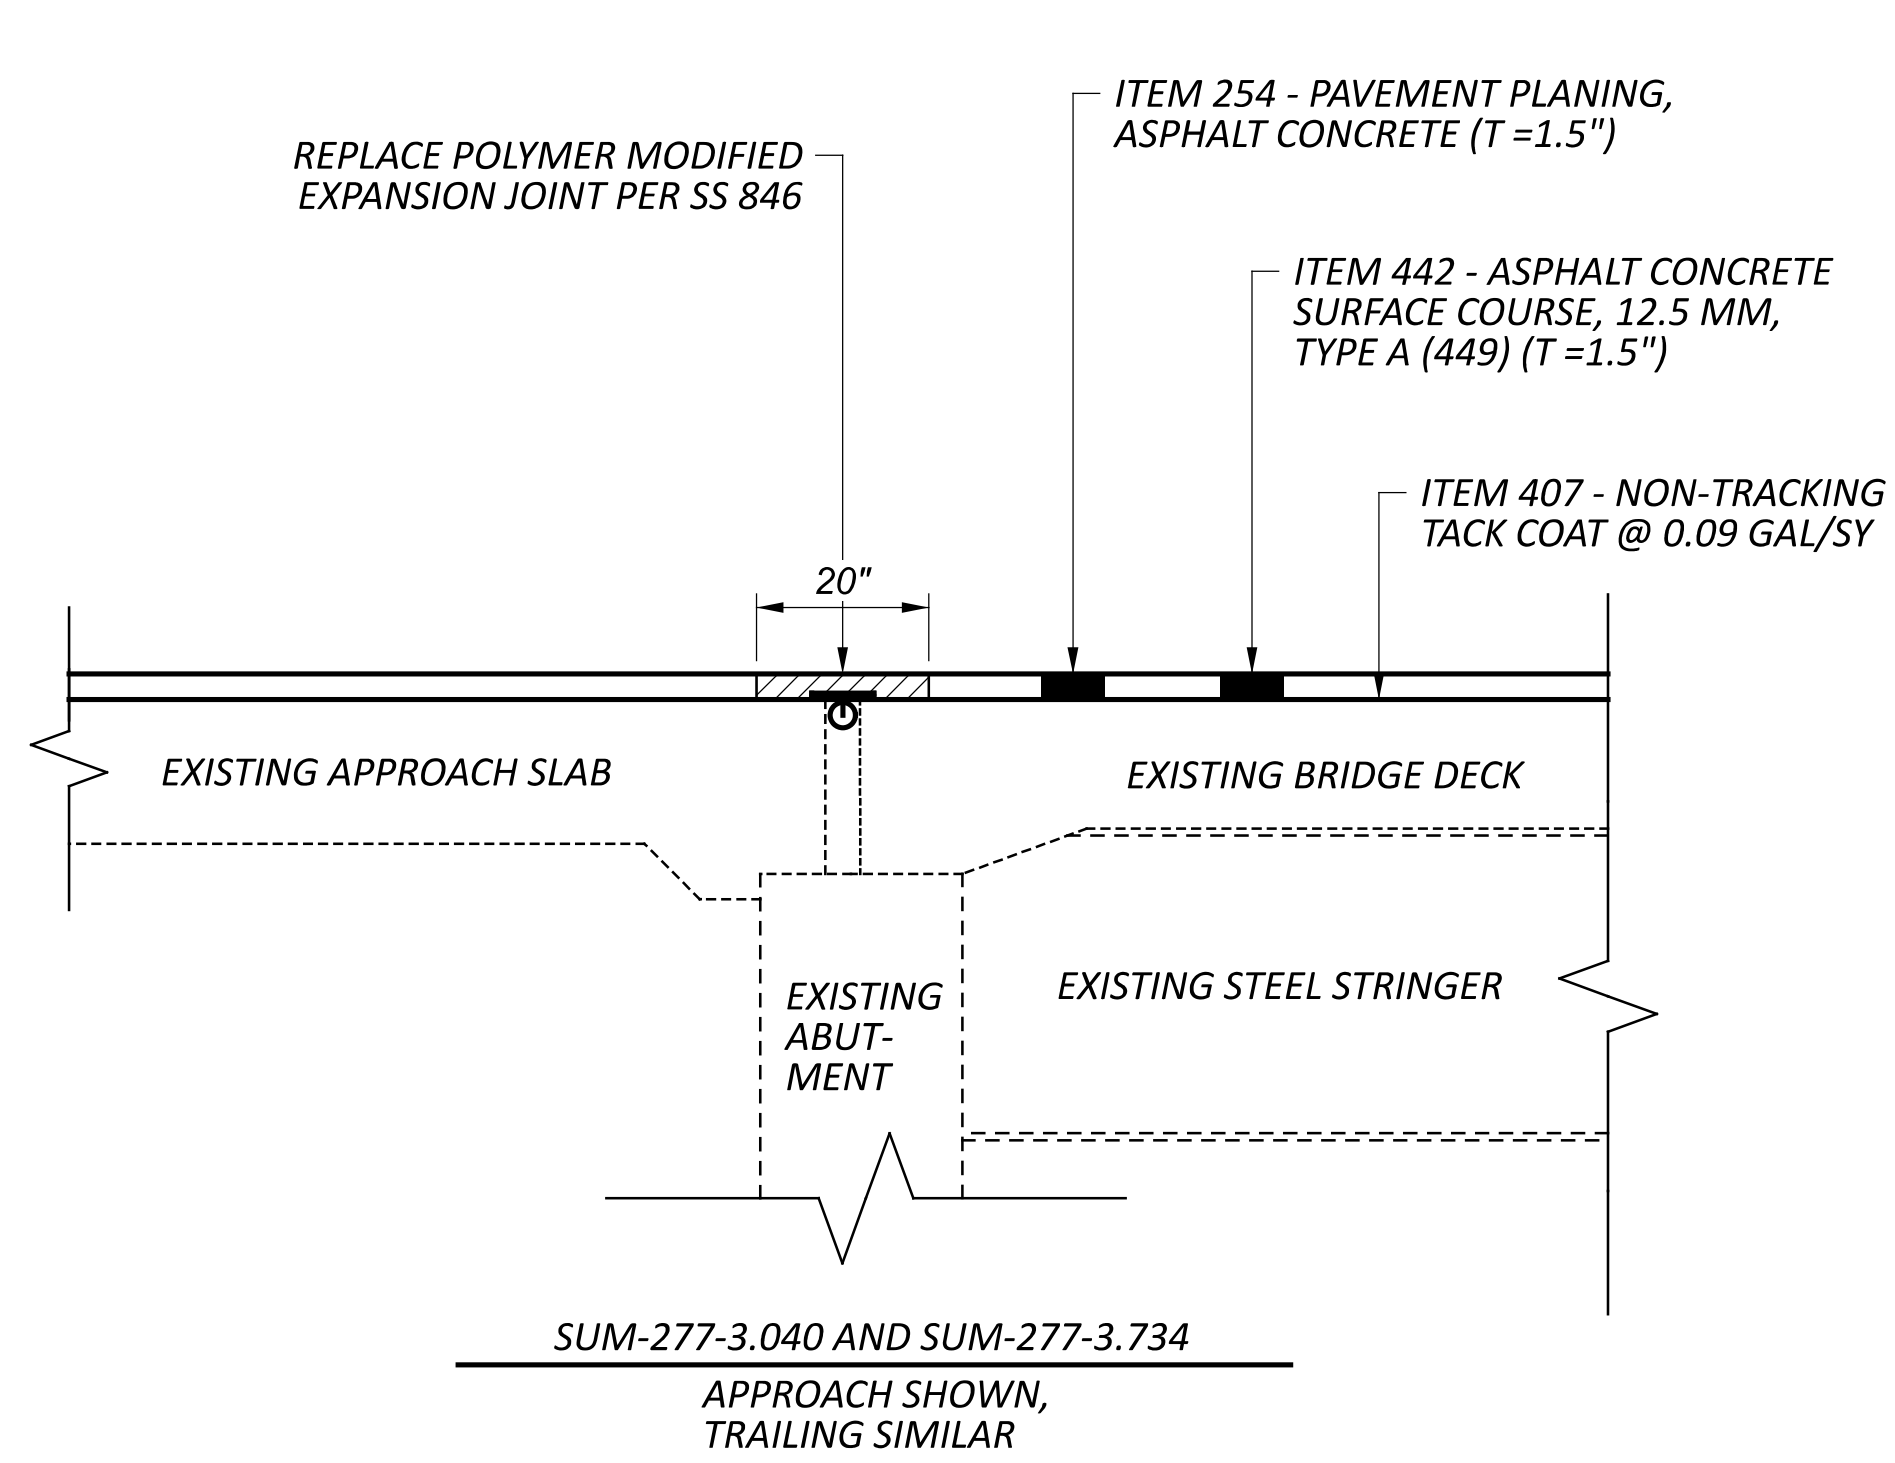 ITEM 254 - PAVEMENT PLANING,
ASPHALT CONCRETE (T =1.5")
REPLACE POLYMER MODIFIED
EXPANSION JOINT PER SS 846
ITEM 442 - ASPHALT CONCRETE
SURFACE COURSE, 12.5 MM,
TYPE A (449) (T =1.5")
ITEM 407 - NON-TRACKING
TACK COAT @ 0.09 GAL/SY
20"
EXISTING APPROACH SLAB
EXISTING BRIDGE DECK
EXISTING
ABUT-
MENT
EXISTING STEEL STRINGER
SUM-277-3.040 AND SUM-277-3.734
APPROACH SHOWN,
TRAILING SIMILAR